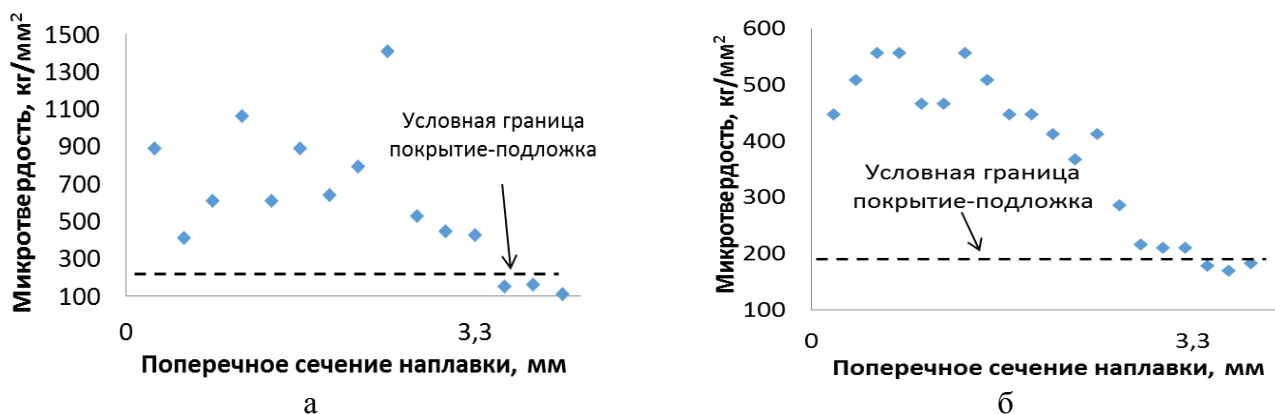 Микротвердость, кг/мм²
1500
1300
1100
900
700
500
300
100
Условная граница
покрытие-подложка
0
3,3
Поперечное сечение наплавки, мм
а
Микротвердость, кг/мм²
600
500
400
300
200
100
Условная граница
покрытие-подложка
0
3,3
Поперечное сечение наплавки, мм
б